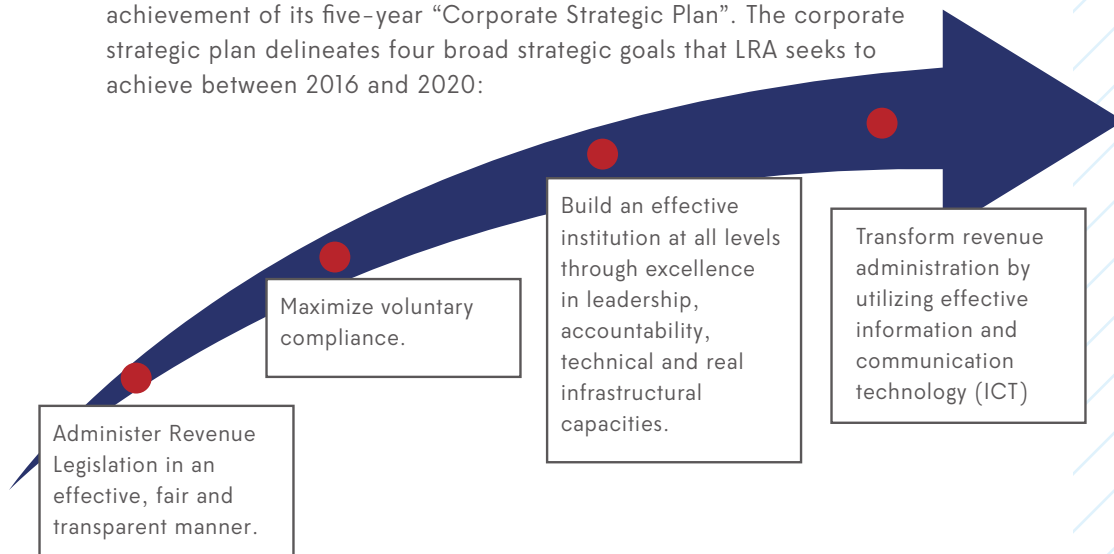 achievement of its five-year “Corporate Strategic Plan”. The corporate
strategic plan delineates four broad strategic goals that LRA seeks to
achieve between 2016 and 2020:
Administer Revenue
Legislation in an
effective, fair and
transparent manner.
Maximize voluntary
compliance.
Build an effective
institution at all levels
through excellence
in leadership,
accountability,
technical and real
infrastructural
capacities.
Transform revenue
administration by
utilizing effective
information and
communication
technology (ICT)